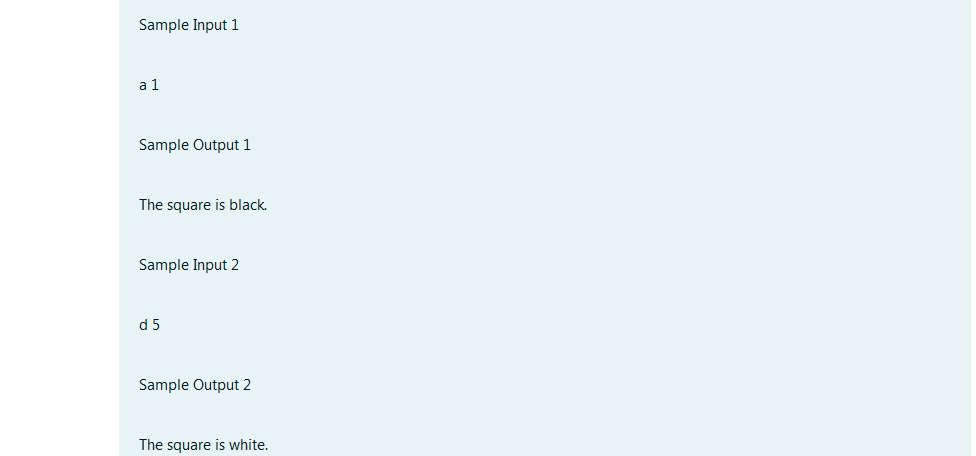 Sample Input 1
a 1
Sample Output 1
The square is black.
Sample Input 2
d 5
Sample Output 2
The square is white.